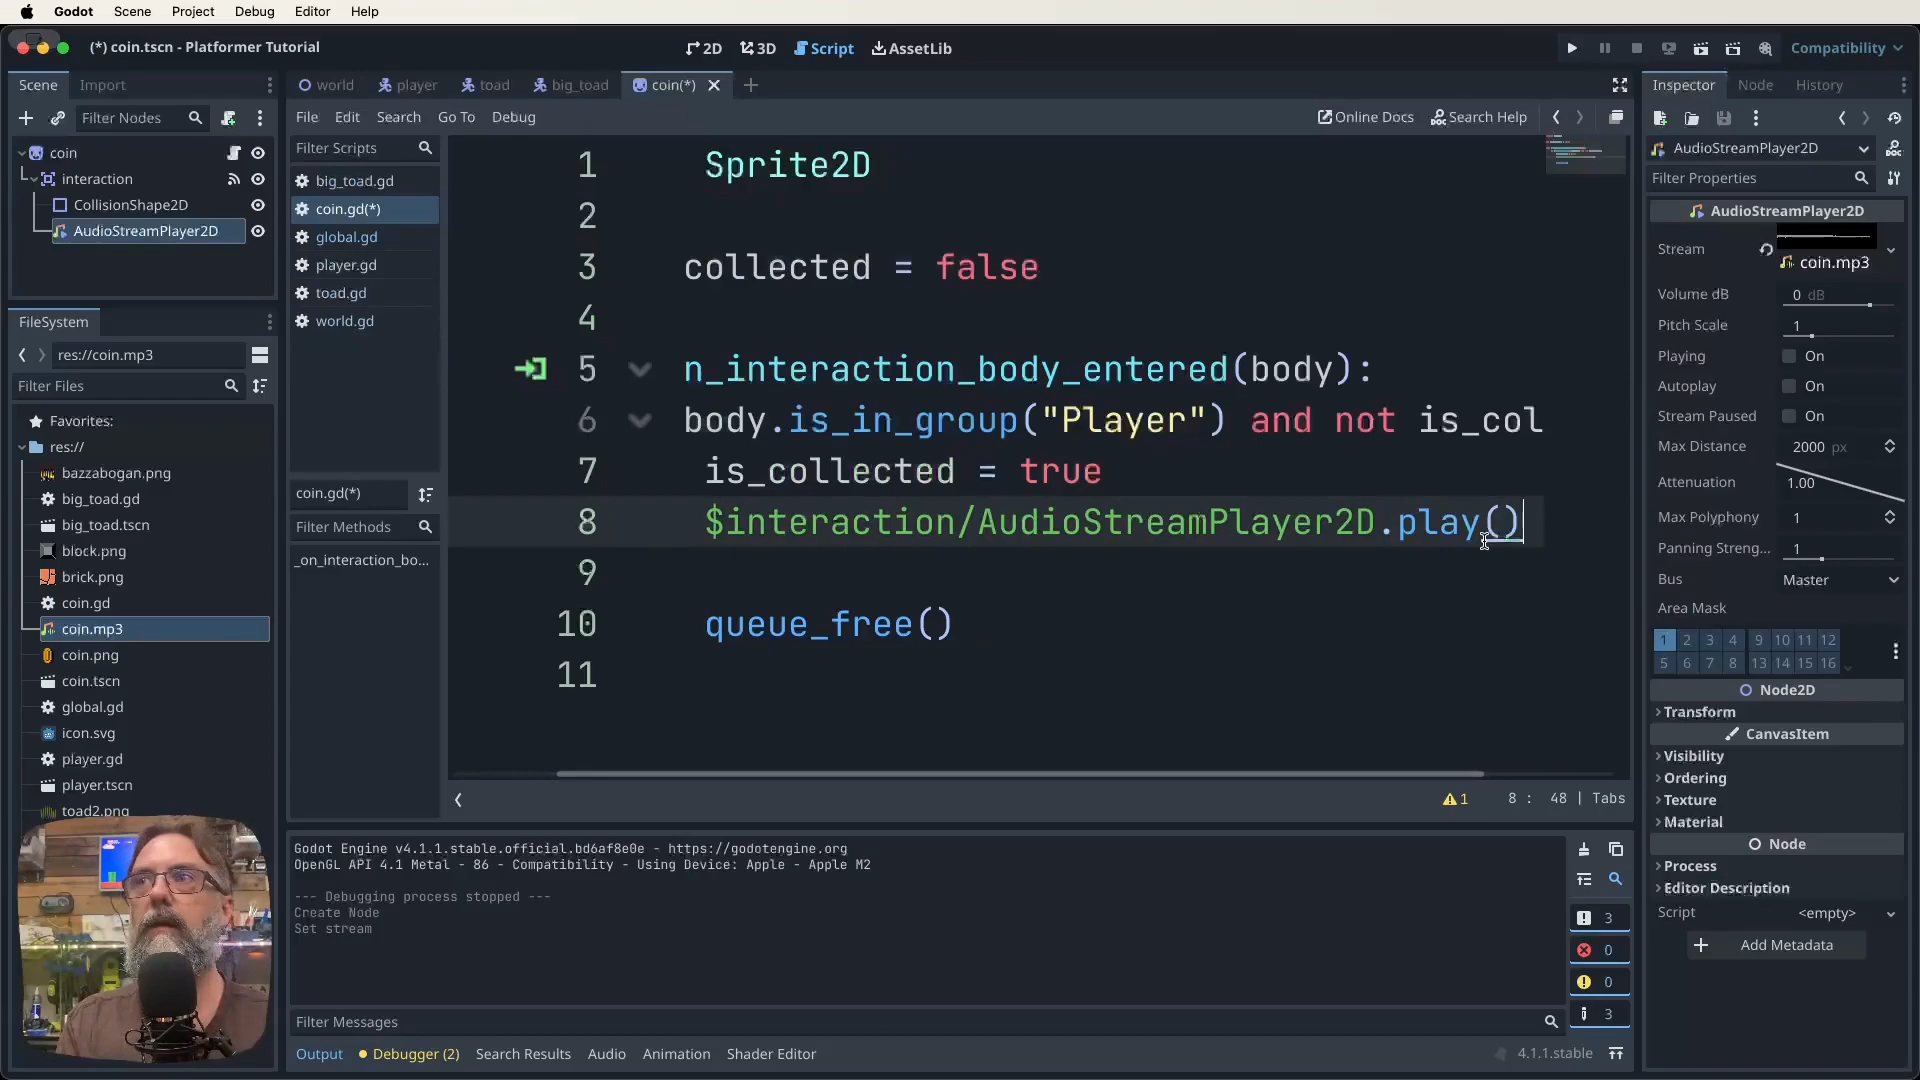 Godot Scene Project Debug Editor Help
(*) coin.tscn - Platformer Tutorial
2D 3D Script AssetLib
Compatibility
Scene Import
Filter Nodes
coin
interaction
CollisionShape2D
AudioStreamPlayer2D
FileSystem
res://coin.mp3
Filter Files
Favorites:
res://
bazzabogan.png
big_toad.gd
big_toad.tscn
block.png
brick.png
coin.gd
coin.mp3
coin.png
coin.tscn
global.gd
icon.svg
player.gd
player.tscn
toad2.png
world player toad big_toad coin(*)
File Edit Search Go To Debug
Online Docs Search Help
Filter Scripts
big_toad.gd
coin.gd(*)
global.gd
player.gd
toad.gd
world.gd
coin.gd(*)
Filter Methods
_on_interaction_bo...
1 Sprite2D
2
3 collected = false
4
5 n_interaction_body_entered(body):
6 body.is_in_group("Player") and not is_col
7 is_collected = true
8 $interaction/AudioStreamPlayer2D.play()
9
10 queue_free()
11
1 8 : 48 | Tabs
Godot Engine v4.1.1.stable.official.bd6af8e0e - https://godotengine.org
OpenGL API 4.1 Metal - 86 - Compatibility - Using Device: Apple - Apple M2
--- Debugging process stopped ---
Create Node
Set stream
3
0
0
3
Filter Messages
Output Debugger (2) Search Results Audio Animation Shader Editor
4.1.1.stable
Inspector Node History
AudioStreamPlayer2D
Filter Properties
AudioStreamPlayer2D
Stream
coin.mp3
Volume dB 0 dB
Pitch Scale 1
Playing On
Autoplay On
Stream Paused On
Max Distance 2000 px
Attenuation 1.00
Max Polyphony 1
Panning Streng... 1
Bus Master
Area Mask
1 2 3 4 9 10 11 12
5 6 7 8 13 14 15 16
Node2D
Transform
CanvasItem
Visibility
Ordering
Texture
Material
Node
Process
Editor Description
Script <empty>
Add Metadata